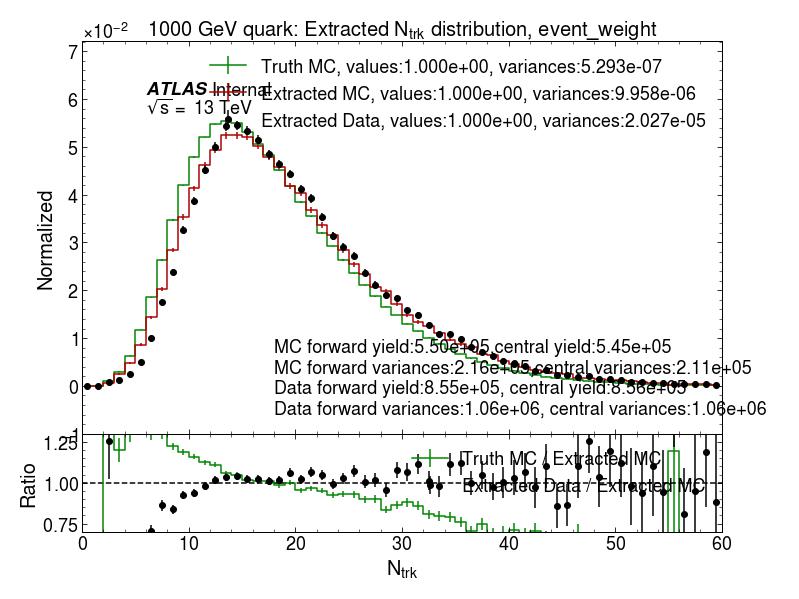 ×10⁻² 1000 GeV quark: Extracted Nₜᵣₖ distribution, event_weight
Truth MC, values:1.000e+00, variances:5.293e-07
ATLAS Internal
Extracted MC, values:1.000e+00, variances:9.958e-06
√s = 13 TeV
Extracted Data, values:1.000e+00, variances:2.027e-05
7
6
5
4
3
2
1
0
1
Normalized
MC forward yield:5.50e+05,central yield:5.45e+05
MC forward variances:2.16e+05,central variances:2.11e+05
Data forward yield:8.55e+05, central yield:8.56e+05
Data forward variances:1.06e+06, central variances:1.06e+06
1.25
1.00
0.75
Ratio
Truth MC / Extracted MC
Extracted Data / Extracted MC
0 10 20 30 40 50 60
Nₜᵣₖ